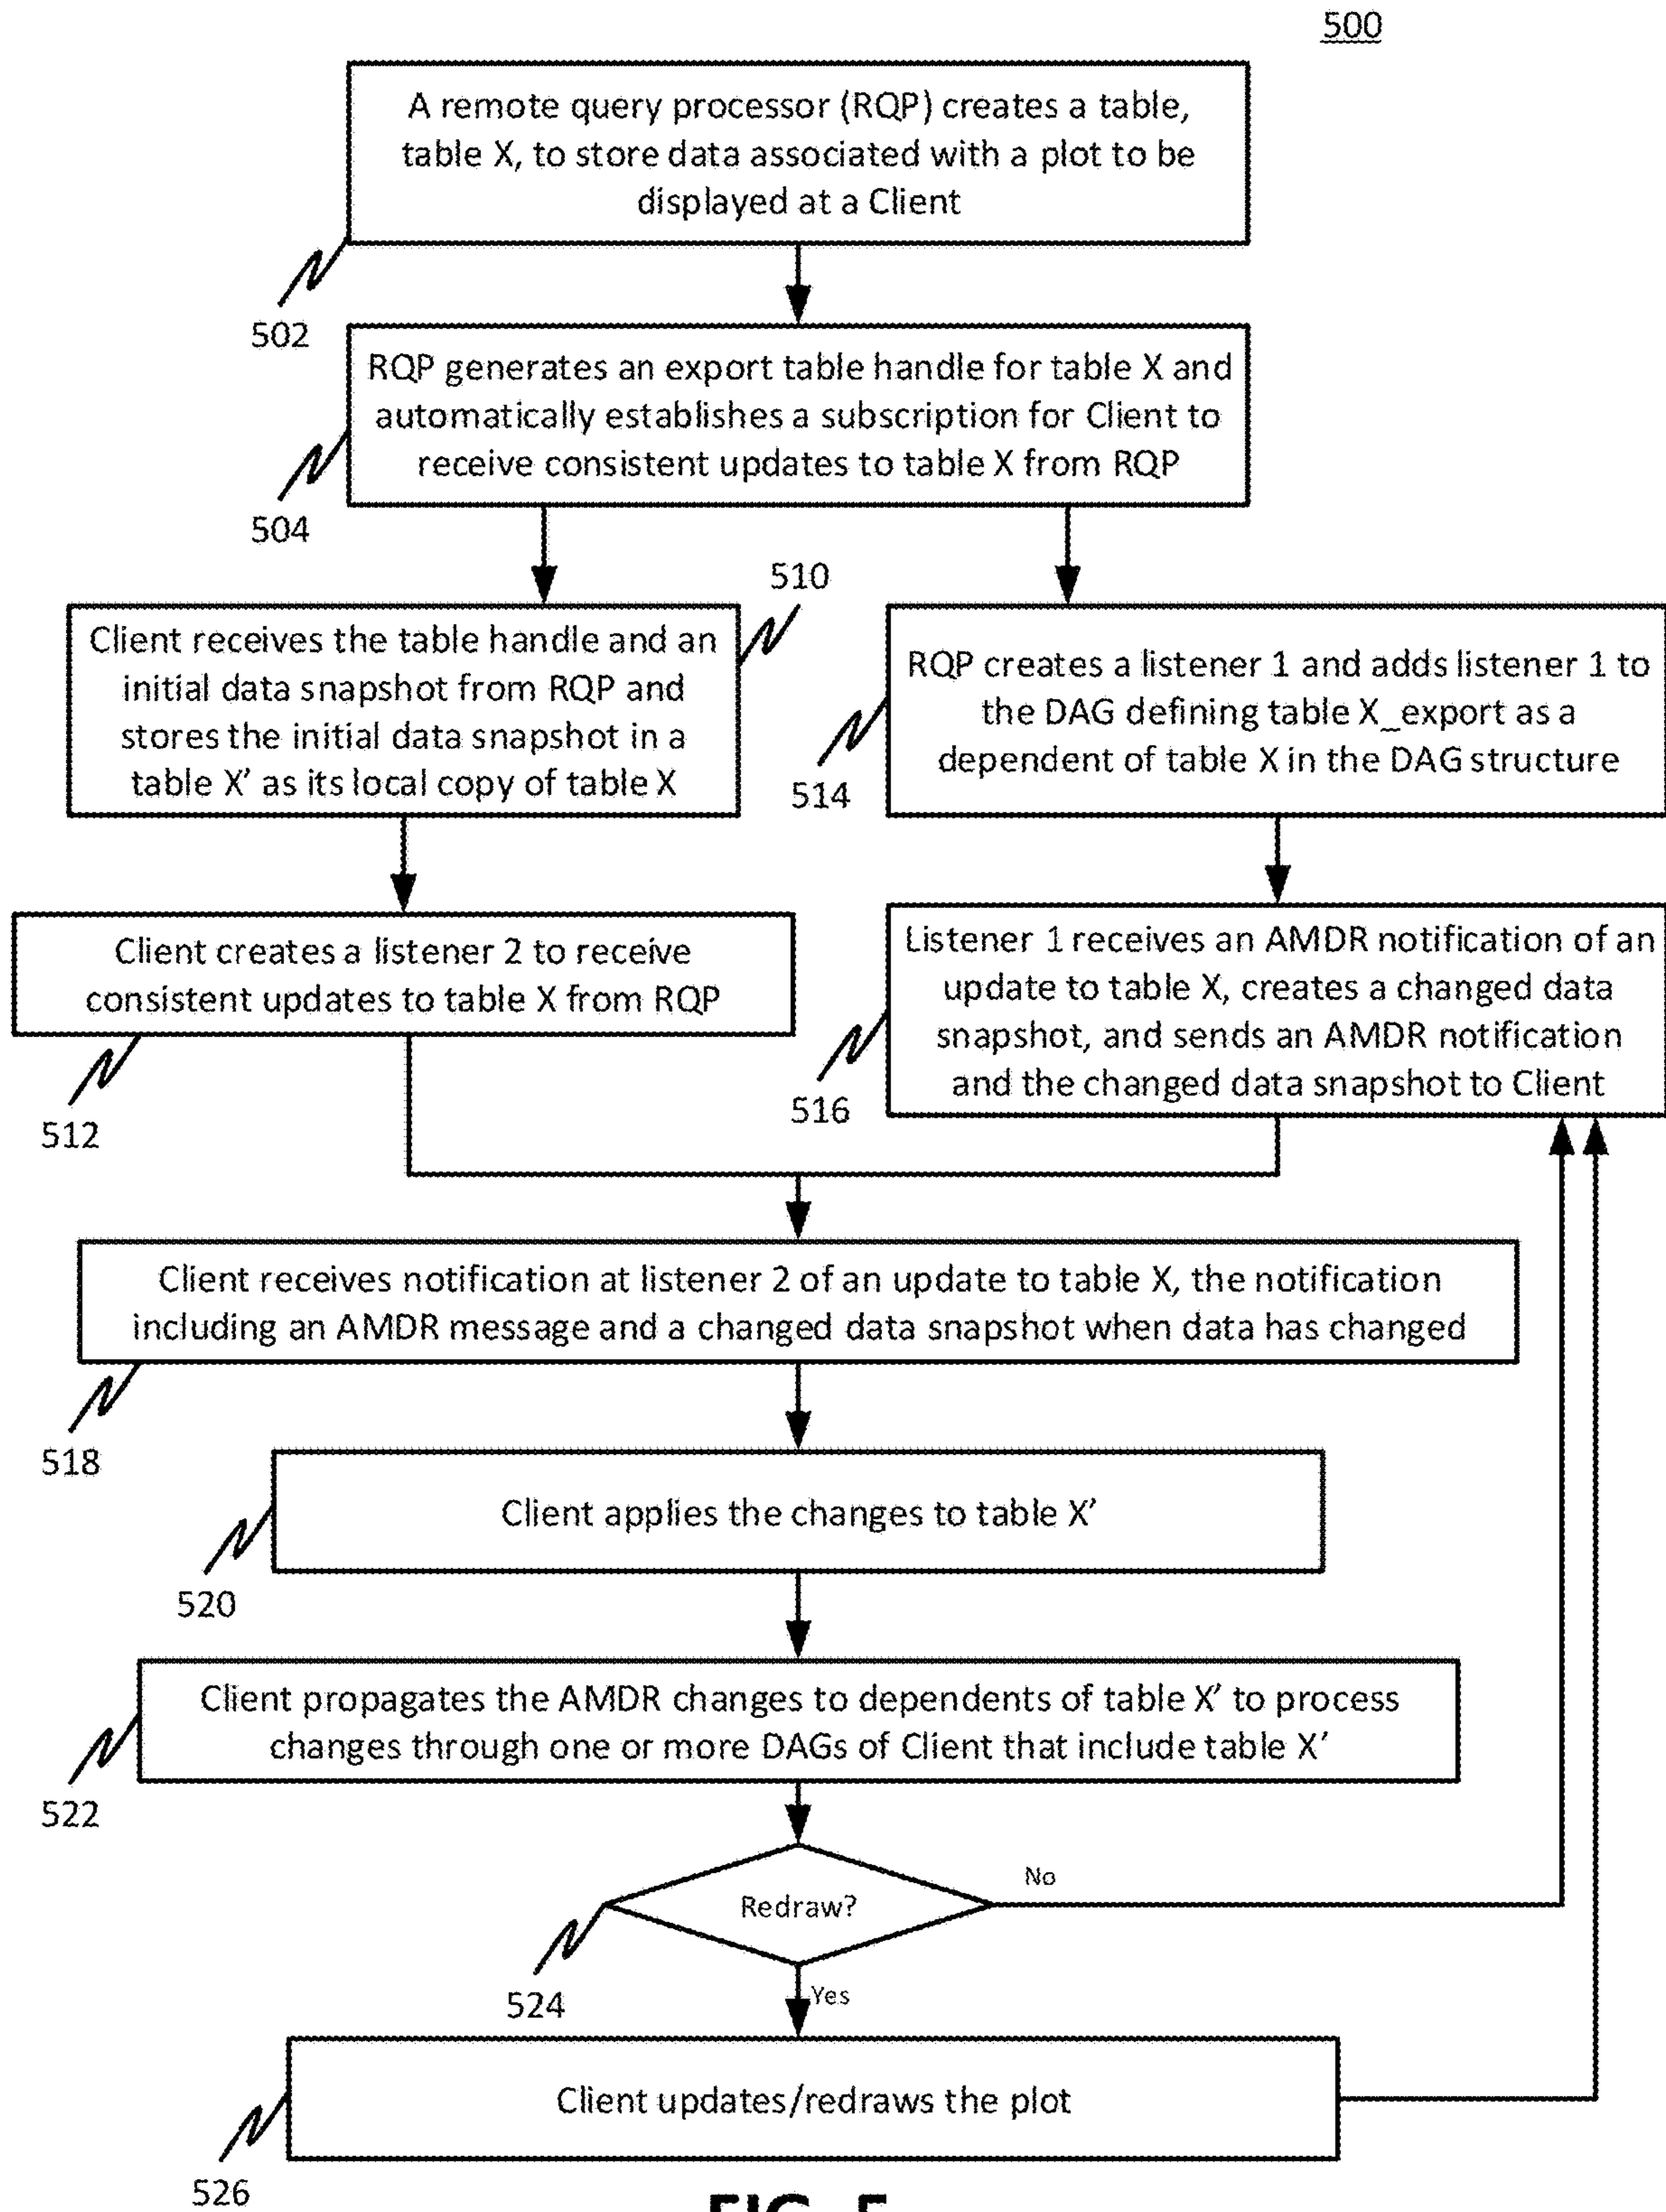 500
A remote query processor (RQP) creates a table,
table X, to store data associated with a plot to be
displayed at a Client
502
RQP generates an export table handle for table X and
automatically establishes a subscription for Client to
receive consistent updates to table X from RQP
504
510
Client receives the table handle and an
initial data snapshot from RQP and
stores the initial data snapshot in a
table X’ as its local copy of table X
RQP creates a listener 1 and adds listener 1 to
the DAG defining table X_export as a
dependent of table X in the DAG structure
514
Client creates a listener 2 to receive
consistent updates to table X from RQP
512
Listener 1 receives an AMDR notification of an
update to table X, creates a changed data
snapshot, and sends an AMDR notification
and the changed data snapshot to Client
516
Client receives notification at listener 2 of an update to table X, the notification
including an AMDR message and a changed data snapshot when data has changed
518
Client applies the changes to table X’
520
Client propagates the AMDR changes to dependents of table X’ to process
changes through one or more DAGs of Client that include table X’
522
Redraw?
No
524
Yes
Client updates/redraws the plot
526
FIG. 5